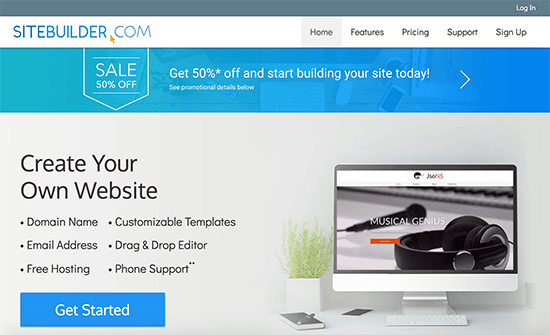 Log In
SITEBUILDER.COM
Home Features Pricing Support Sign Up
SALE
50% OFF
Get 50%* off and start building your site today!
See promotional details below
Create Your
Own Website
• Domain Name • Customizable Templates
• Email Address • Drag & Drop Editor
• Free Hosting • Phone Support**
Get Started
JsoNS
MUSICAL GENIUS